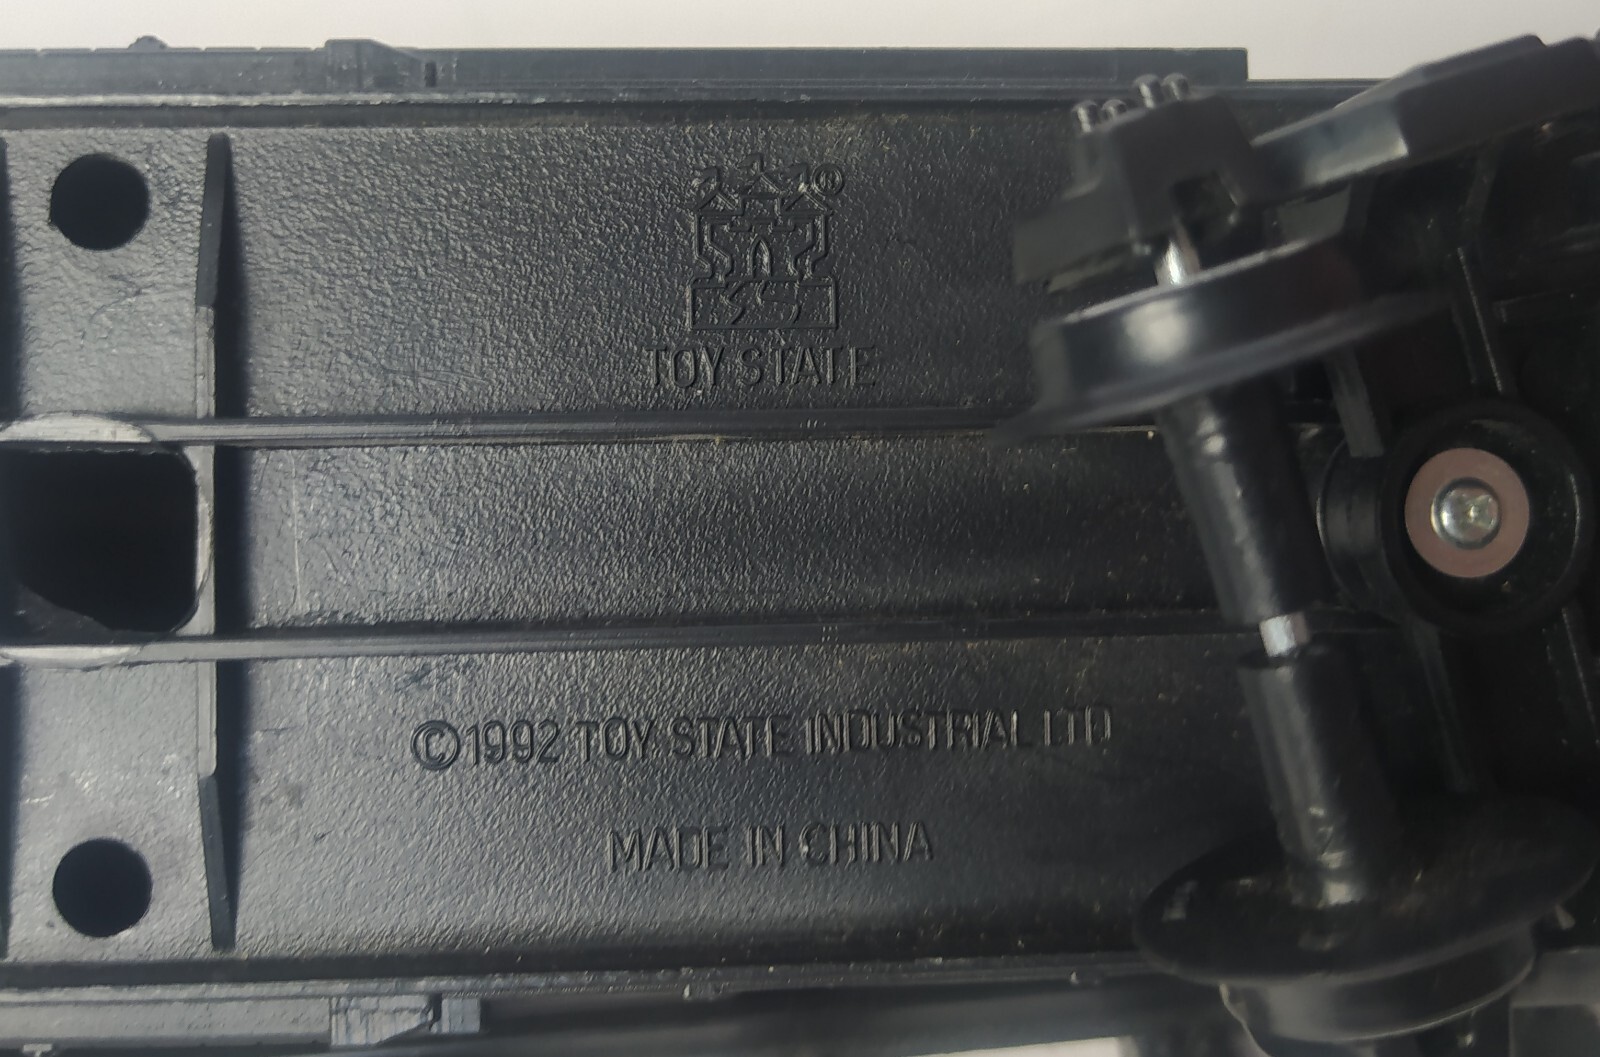 ®
TOY STATE
©1992 TOY STATE INDUSTRIAL LTD
MADE IN CHINA